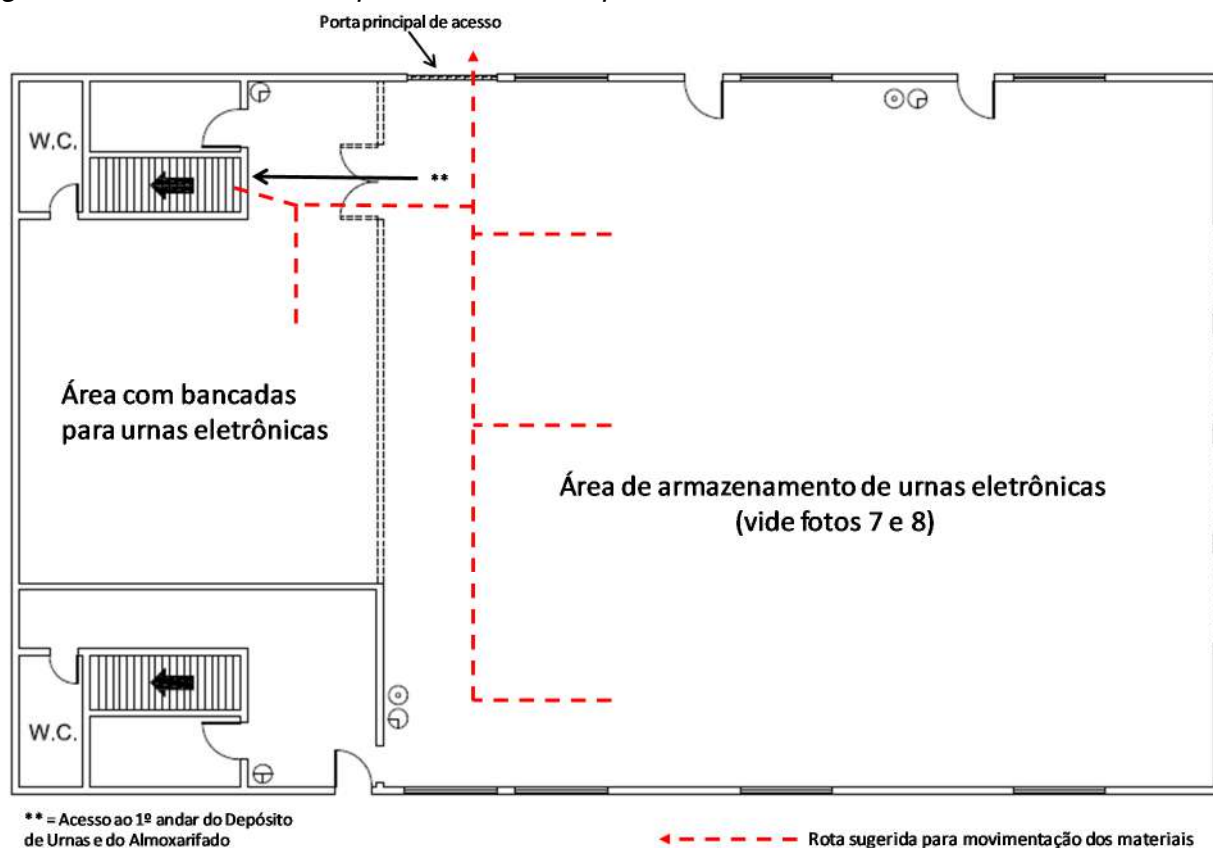 Porta principal de acesso
W.C.
**
Área com bancadas
para urnas eletrônicas
Área de armazenamento de urnas eletrônicas
(vide fotos 7 e 8)
W.C.
** = Acesso ao 1º andar do Depósito
de Urnas e do Almoxarifado
Rota sugerida para movimentação dos materiais